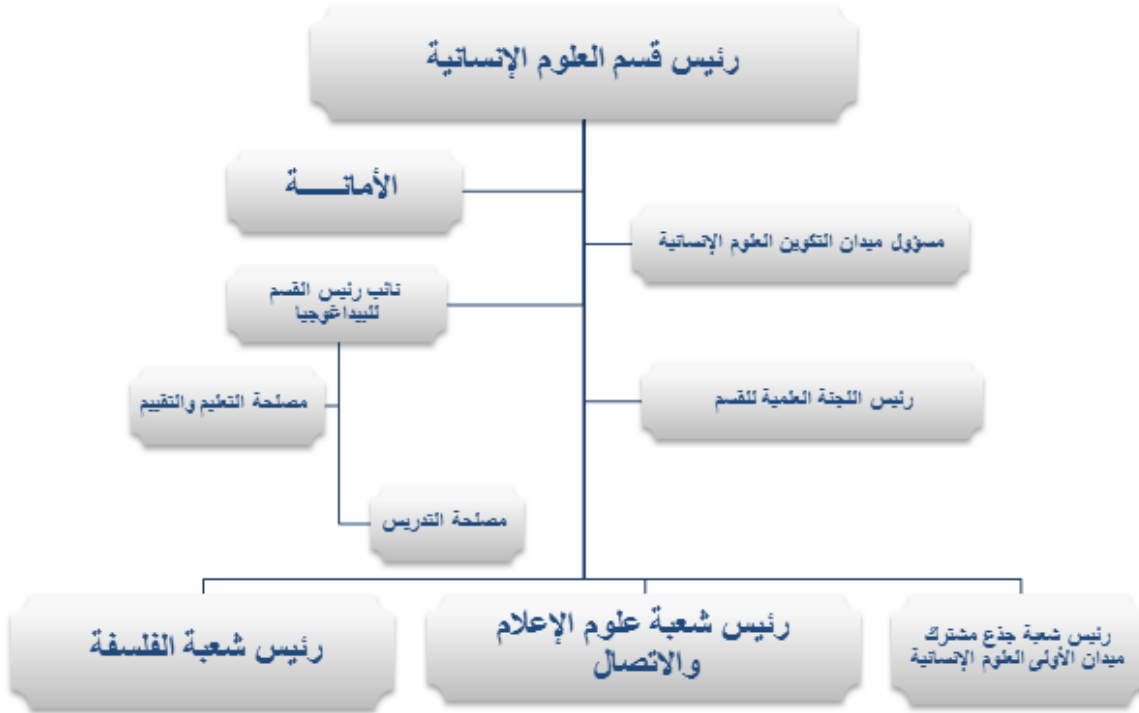 رئيس قسم العلوم الإنسانية
الأمانـــــة
مسؤول ميدان التكوين العلوم الإنسانية
نائب رئيس القسم
للبيداغوجيا
رئيس اللجنة العلمية للقسم
مصلحة التعليم والتقييم
مصلحة التدريس
رئيس شعبة جذع مشترك
ميدان الأولى العلوم الإنسانية
رئيس شعبة علوم الإعلام
والاتصال
رئيس شعبة الفلسفة